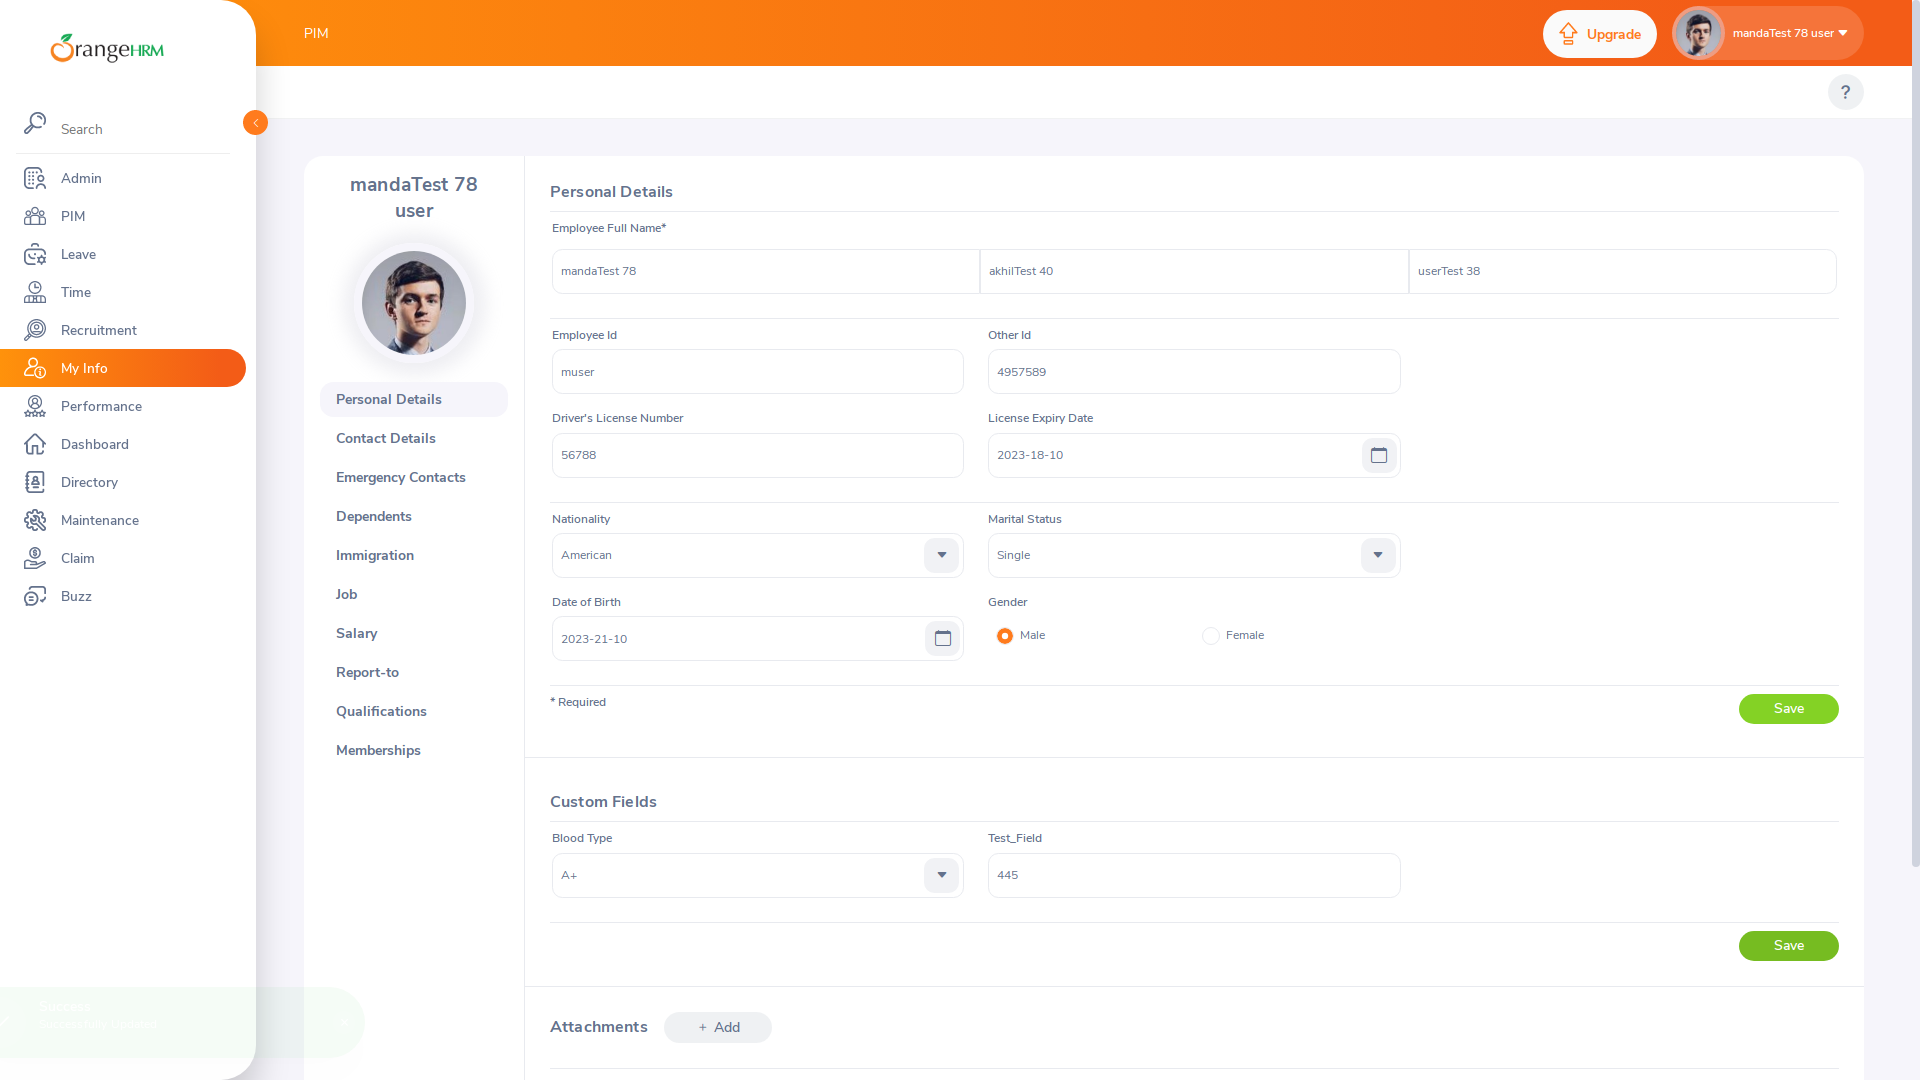 OrangeHRM
PIM
Upgrade
mandaTest 78 user
?
Search
Admin
PIM
Leave
Time
Recruitment
My Info
Performance
Dashboard
Directory
Maintenance
Claim
Buzz
mandaTest 78
user
Personal Details
Contact Details
Emergency Contacts
Dependents
Immigration
Job
Salary
Report-to
Qualifications
Memberships
Personal Details
Employee Full Name*
mandaTest 78 akhilTest 40 userTest 38
Employee Id Other Id
muser 4957589
Driver's License Number License Expiry Date
56788 2023-18-10
Nationality Marital Status
American Single
Date of Birth Gender
2023-21-10 Male Female
* Required Save
Custom Fields
Blood Type Test_Field
A+ 445
Save
Attachments + Add
Success
Successfully Updated